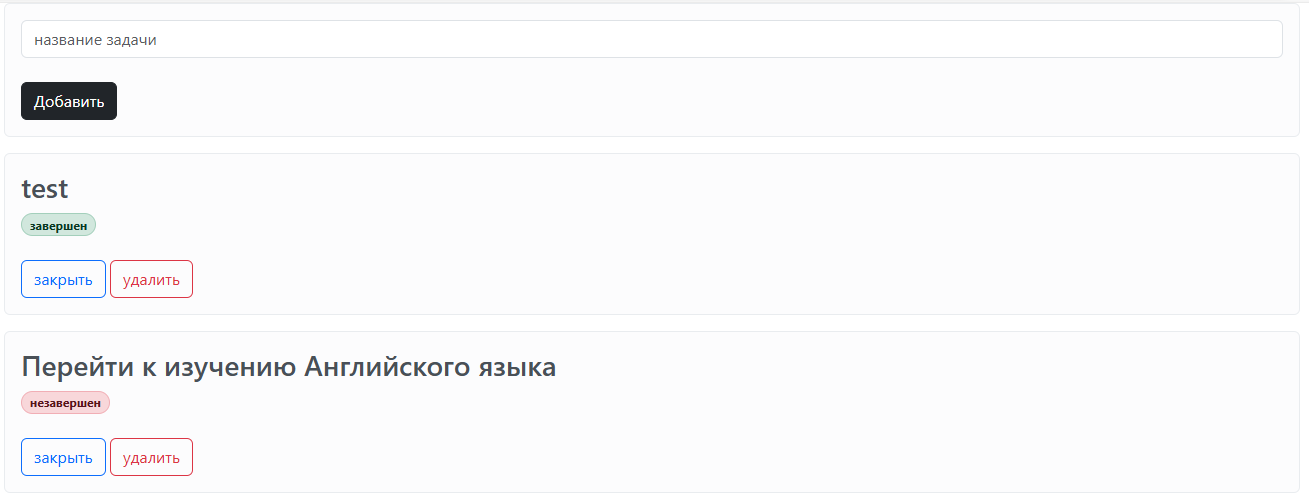 название задачи
Добавить
test
завершен
закрыть удалить
Перейти к изучению Английского языка
незавершен
закрыть удалить